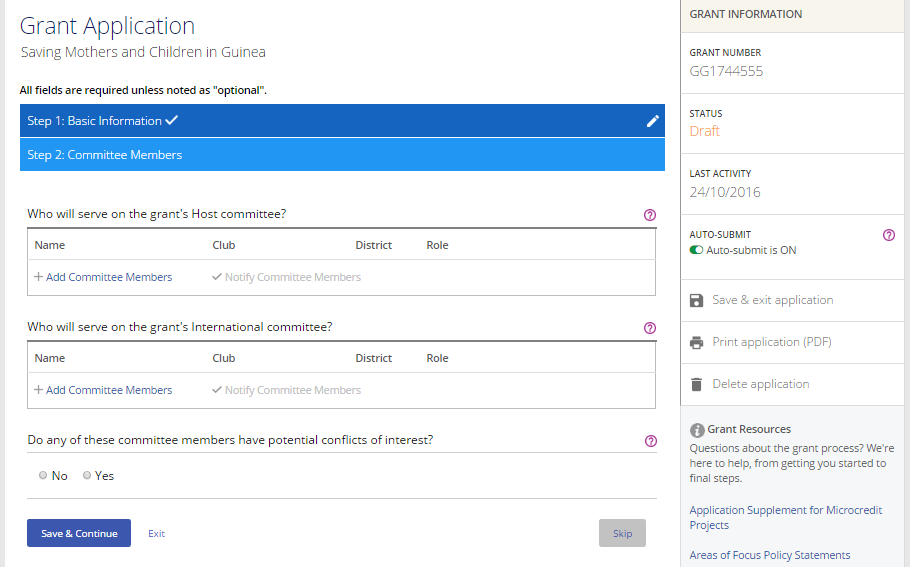 Grant Application
Saving Mothers and Children in Guinea
All fields are required unless noted as "optional".
Step 1: Basic Information
Step 2: Committee Members
Who will serve on the grant's Host committee?
Name Club District Role
Add Committee Members Notify Committee Members
Who will serve on the grant's International committee?
Name Club District Role
Add Committee Members Notify Committee Members
Do any of these committee members have potential conflicts of interest?
No Yes
Save & Continue Exit Skip
GRANT INFORMATION
GRANT NUMBER
GG1744555
STATUS
Draft
LAST ACTIVITY
24/10/2016
AUTO-SUBMIT
Auto-submit is ON
Save & exit application
Print application (PDF)
Delete application
Grant Resources
Questions about the grant process? We're
here to help, from getting you started to
final steps.
Application Supplement for Microcredit
Projects
Areas of Focus Policy Statements